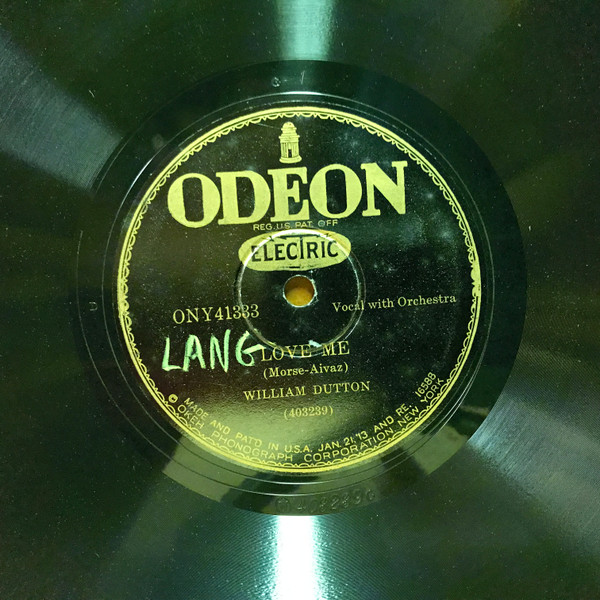 ODEON
REG. U.S. PAT. OFF
ELECTRIC
ONY41333
Vocal with Orchestra
LANG
LOVE ME
(Morse-Aivaz)
WILLIAM DUTTON
(403239)
MADE AND PAT'D IN U.S.A. JAN. 21,'13 AND RE. 16588
© OKEH PHONOGRAPH CORPORATION, NEW YORK